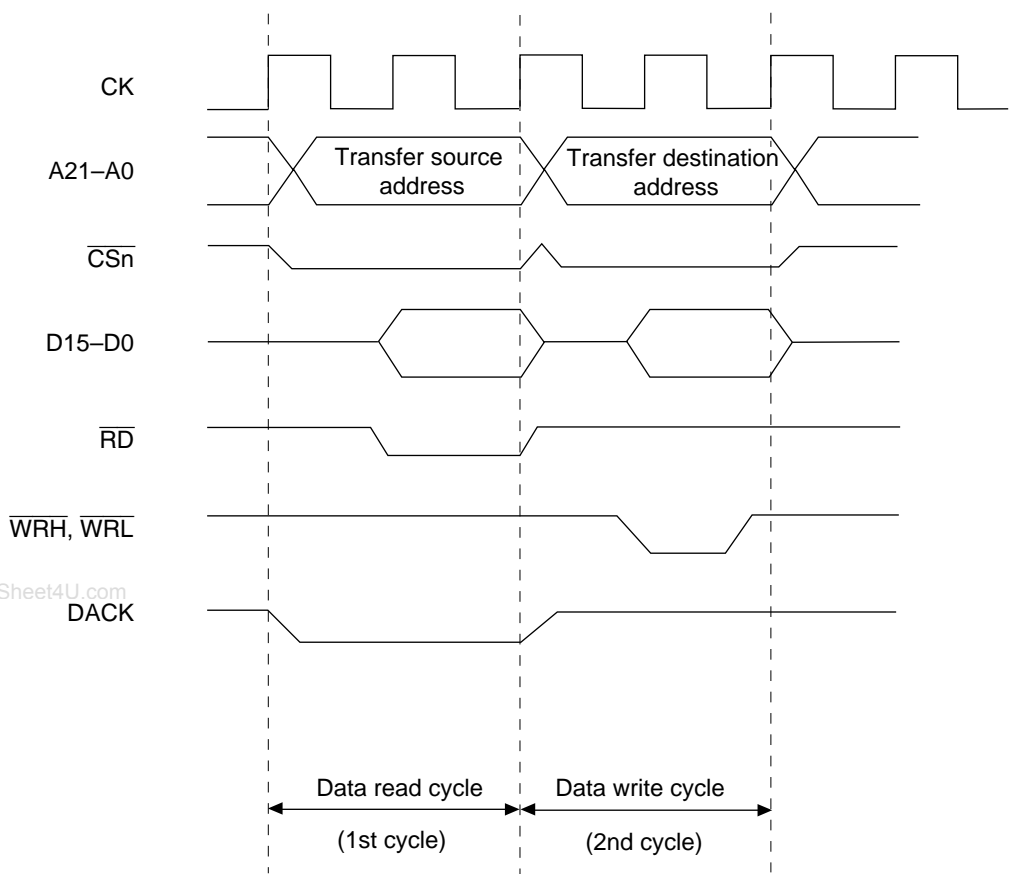 CK
A21–A0
Transfer source
address
Transfer destination
address
CSn
D15–D0
RD
WRH, WRL
Sheet4U.com
DACK
Data read cycle
(1st cycle)
Data write cycle
(2nd cycle)